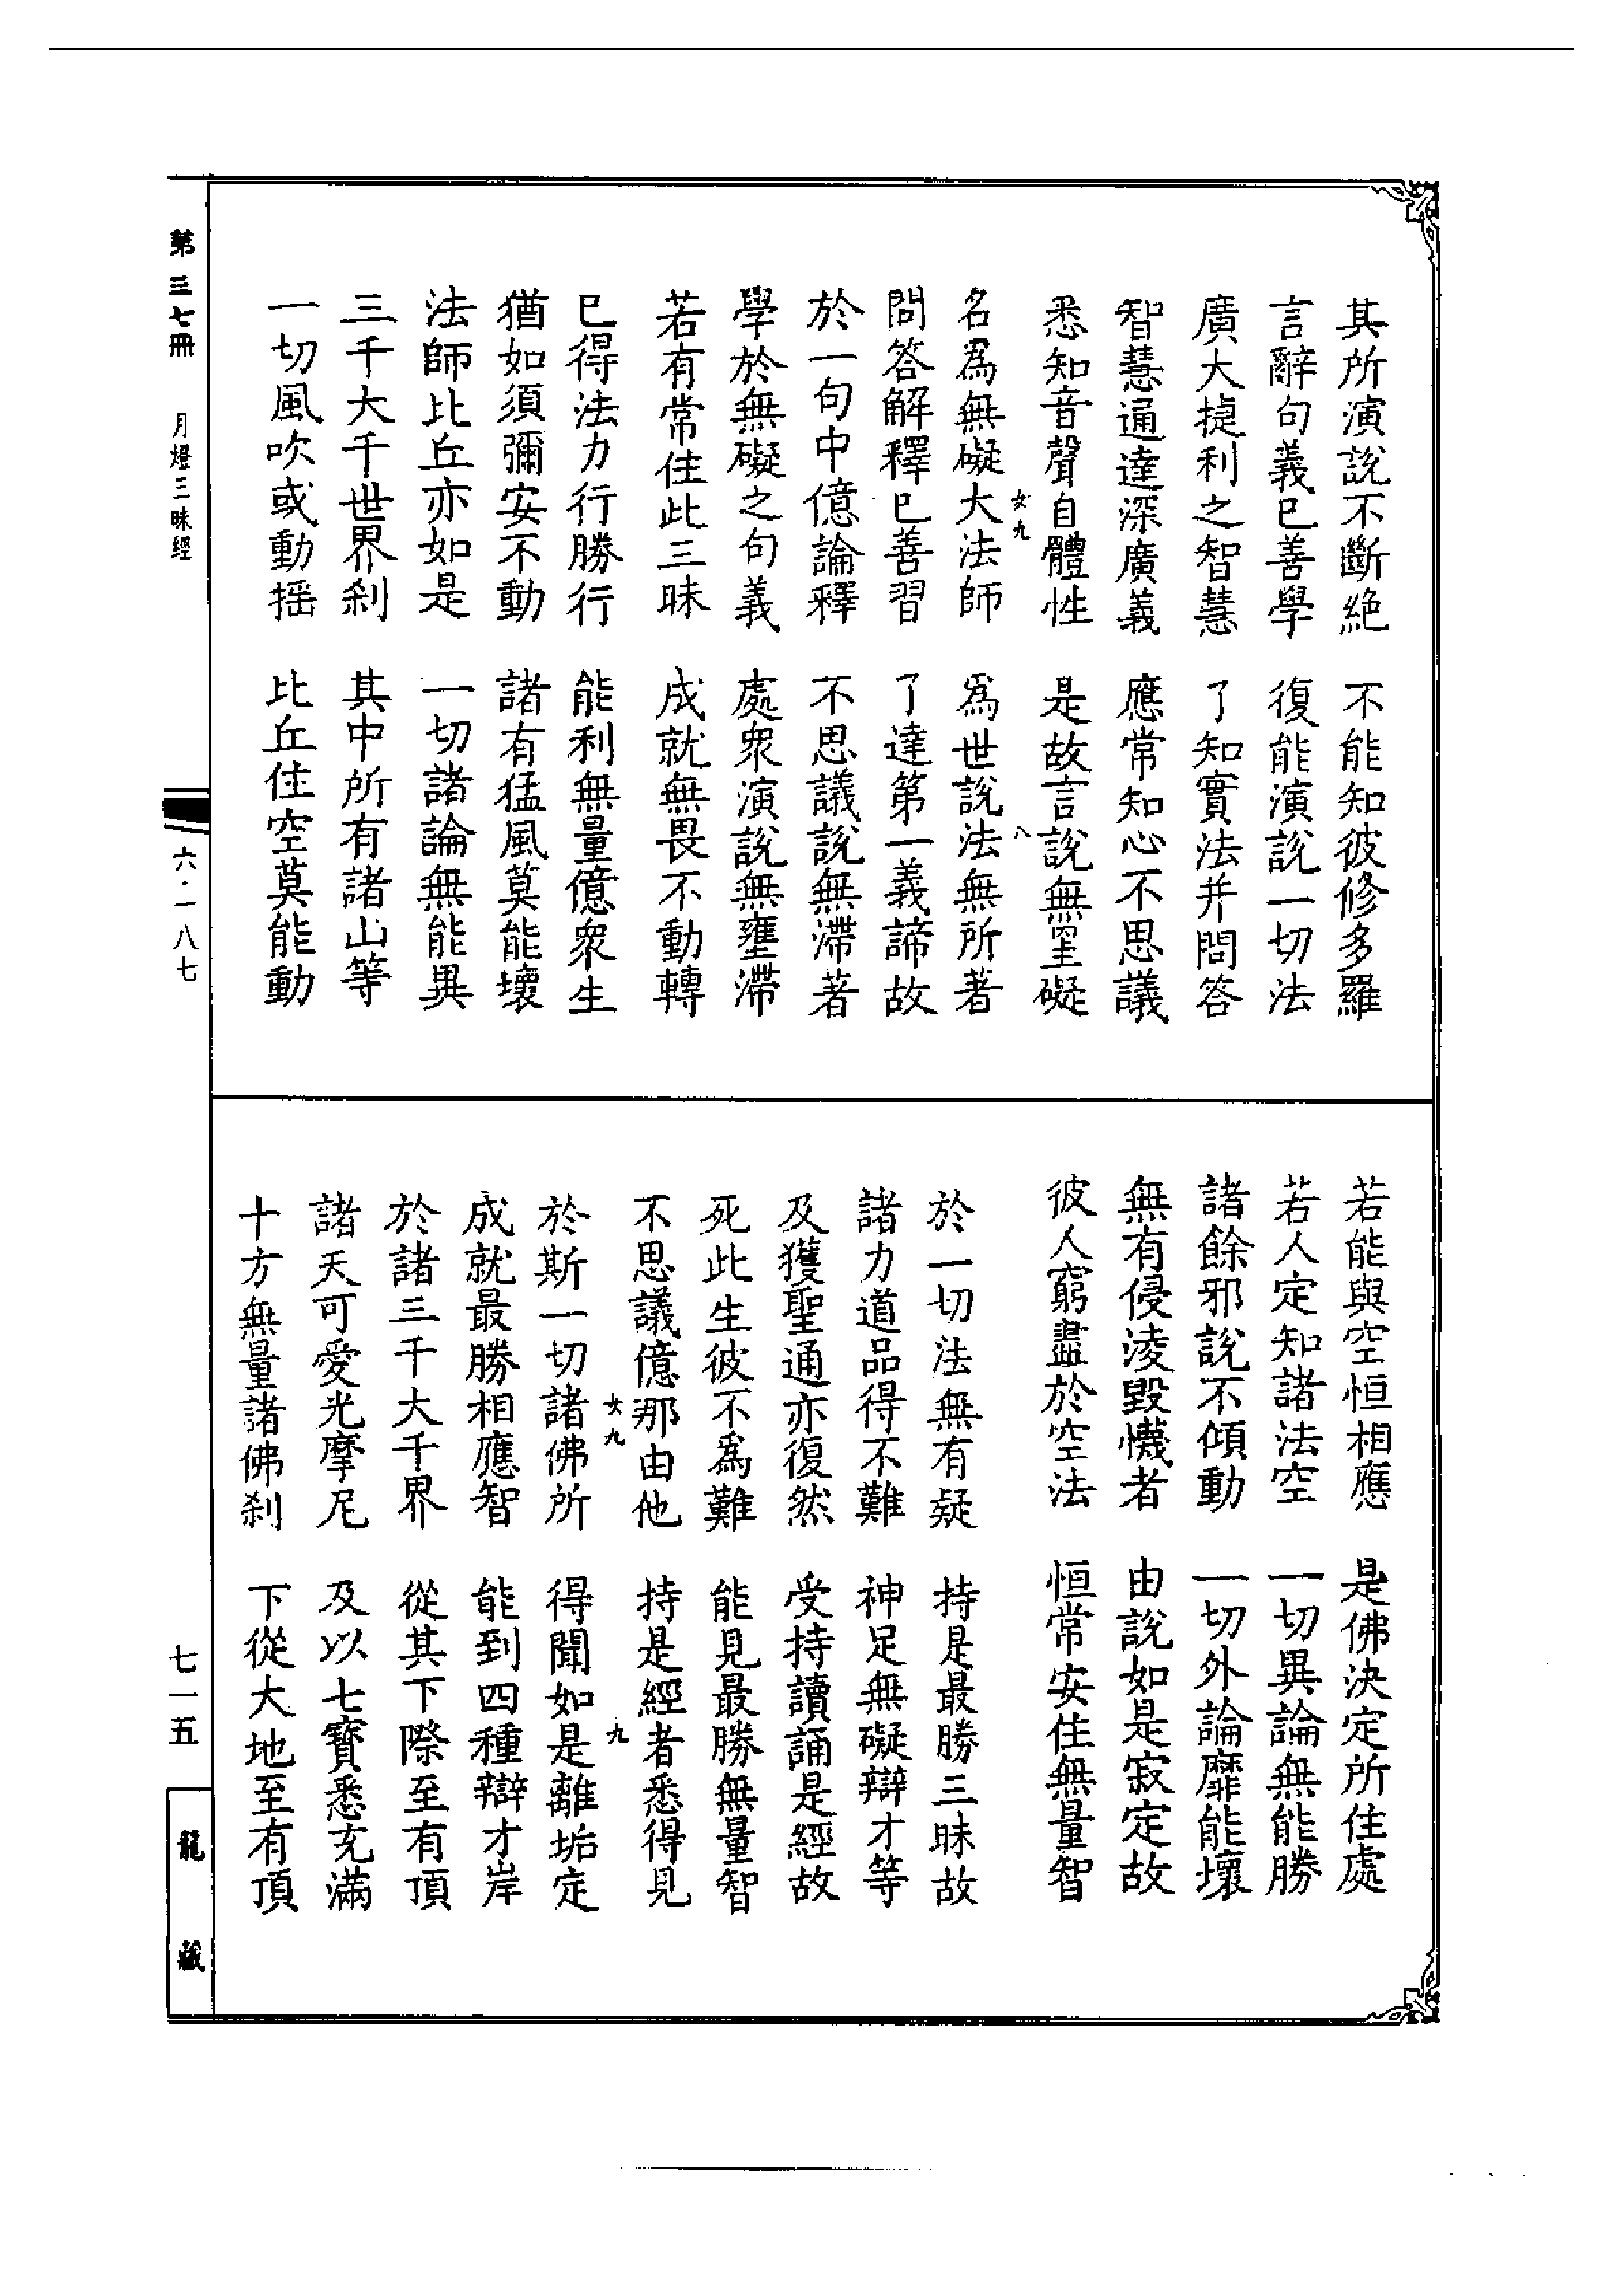 其所演說不斷絕　不能知彼修多羅
言辭句義已善學　復能演說一切法
廣大捷利之智慧　了知實法并問答
智慧通達深廣義　應常知心不思議
悉知音聲自體性　是故言說無罣礙
女九　八
名爲無礙大法師　爲世說法無所著
問答解釋已善習　了達第一義諦故
於一句中億論釋　不思議說無滯著
學於無礙之句義　處衆演說無壅滯
若有常住此三昧　成就無畏不動轉
已得法力行勝行　能利無量億衆生
猶如須彌安不動　諸有猛風莫能壞
法師比丘亦如是　一切諸論無能異
三千大千世界刹　其中所有諸山等
一切風吹或動搖　比丘住空莫能動
若能與空恒相應　是佛決定所住處
若人定知諸法空　一切異論無能勝
諸餘邪說不傾動　一切外論靡能壞
無有侵淩毀懱者　由說如是寂定故
彼人窮盡於空法　恒常安住無量智
於一切法無有疑　持是最勝三昧故
諸力道品得不難　神足無礙辯才等
及獲聖通亦復然　受持讀誦是經故
死此生彼不爲難　能見最勝無量智
不思議億那由他　持是經者悉得見
女九　九
於斯一切諸佛所　得聞如是離垢定
成就最勝相應智　能到四種辯才岸
於諸三千大千界　從其下際至有頂
諸天可愛光摩尼　及以七寶悉充滿
十方無量諸佛刹　下從大地至有頂
第三七冊　月燈三昧經
六·一八七
七一五
龍藏